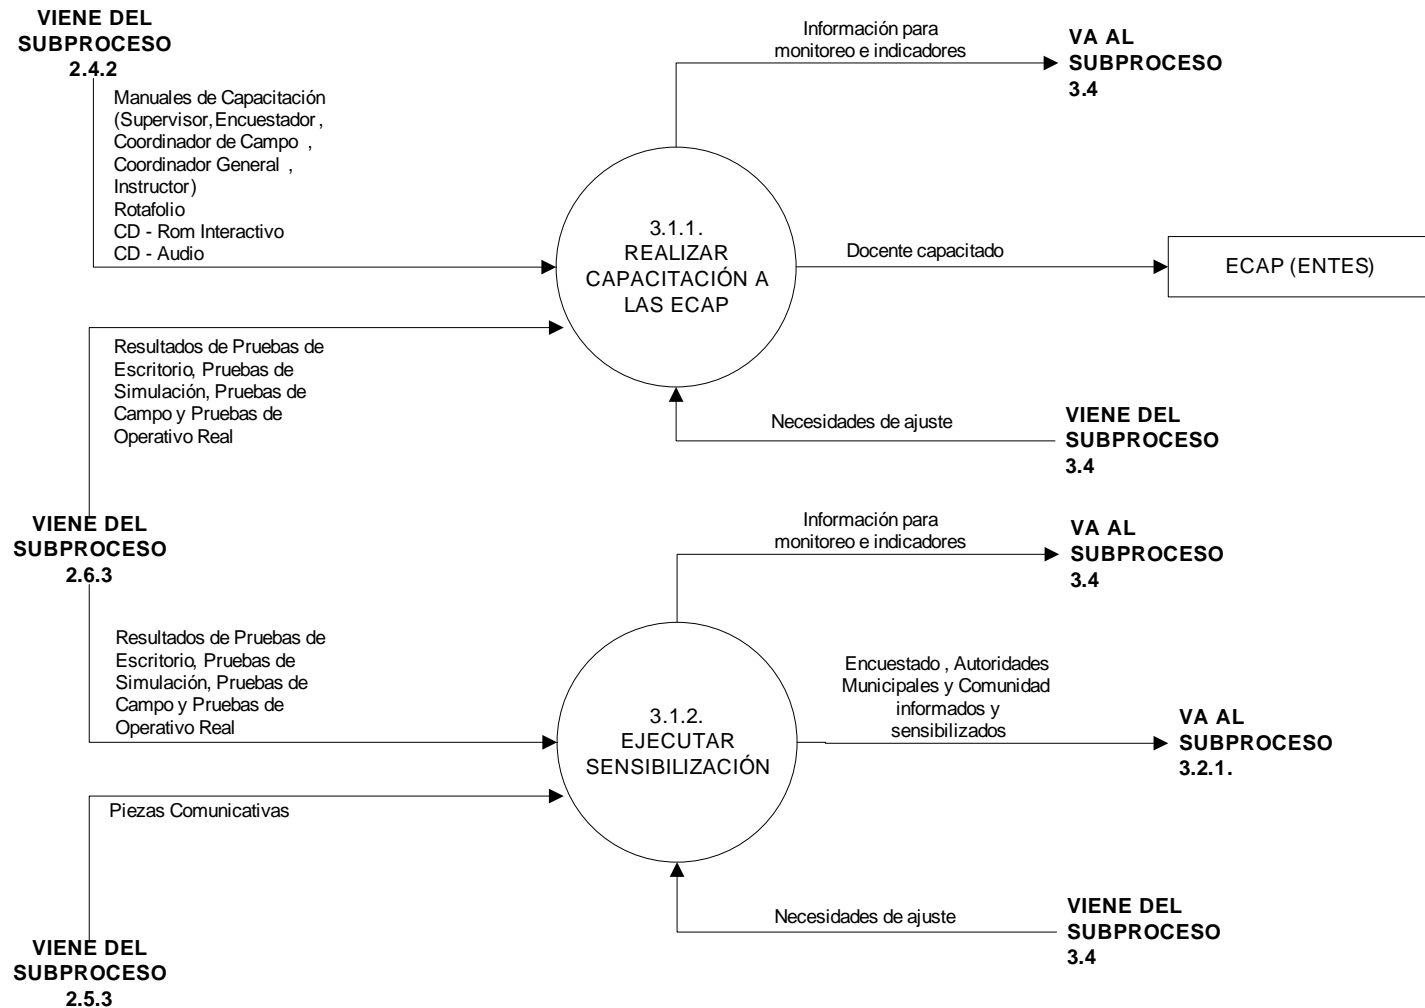 VIENE DEL
SUBPROCESO
2.4.2
Manuales de Capacitación
(Supervisor, Encuestador ,
Coordinador de Campo ,
Coordinador General ,
Instructor)
Rotafolio
CD - Rom Interactivo
CD - Audio
Información para
monitoreo e indicadores
VA AL
SUBPROCESO
3.4
3.1.1.
REALIZAR
CAPACITACIÓN A
LAS ECAP
Docente capacitado
ECAP (ENTES)
Resultados de Pruebas de
Escritorio, Pruebas de
Simulación, Pruebas de
Campo y Pruebas de
Operativo Real
Necesidades de ajuste
VIENE DEL
SUBPROCESO
3.4
VIENE DEL
SUBPROCESO
2.6.3
Información para
monitoreo e indicadores
VA AL
SUBPROCESO
3.4
Resultados de Pruebas de
Escritorio, Pruebas de
Simulación, Pruebas de
Campo y Pruebas de
Operativo Real
3.1.2.
EJECUTAR
SENSIBILIZACIÓN
Encuestado , Autoridades
Municipales y Comunidad
informados y
sensibilizados
VA AL
SUBPROCESO
3.2.1.
Piezas Comunicativas
Necesidades de ajuste
VIENE DEL
SUBPROCESO
3.4
VIENE DEL
SUBPROCESO
2.5.3